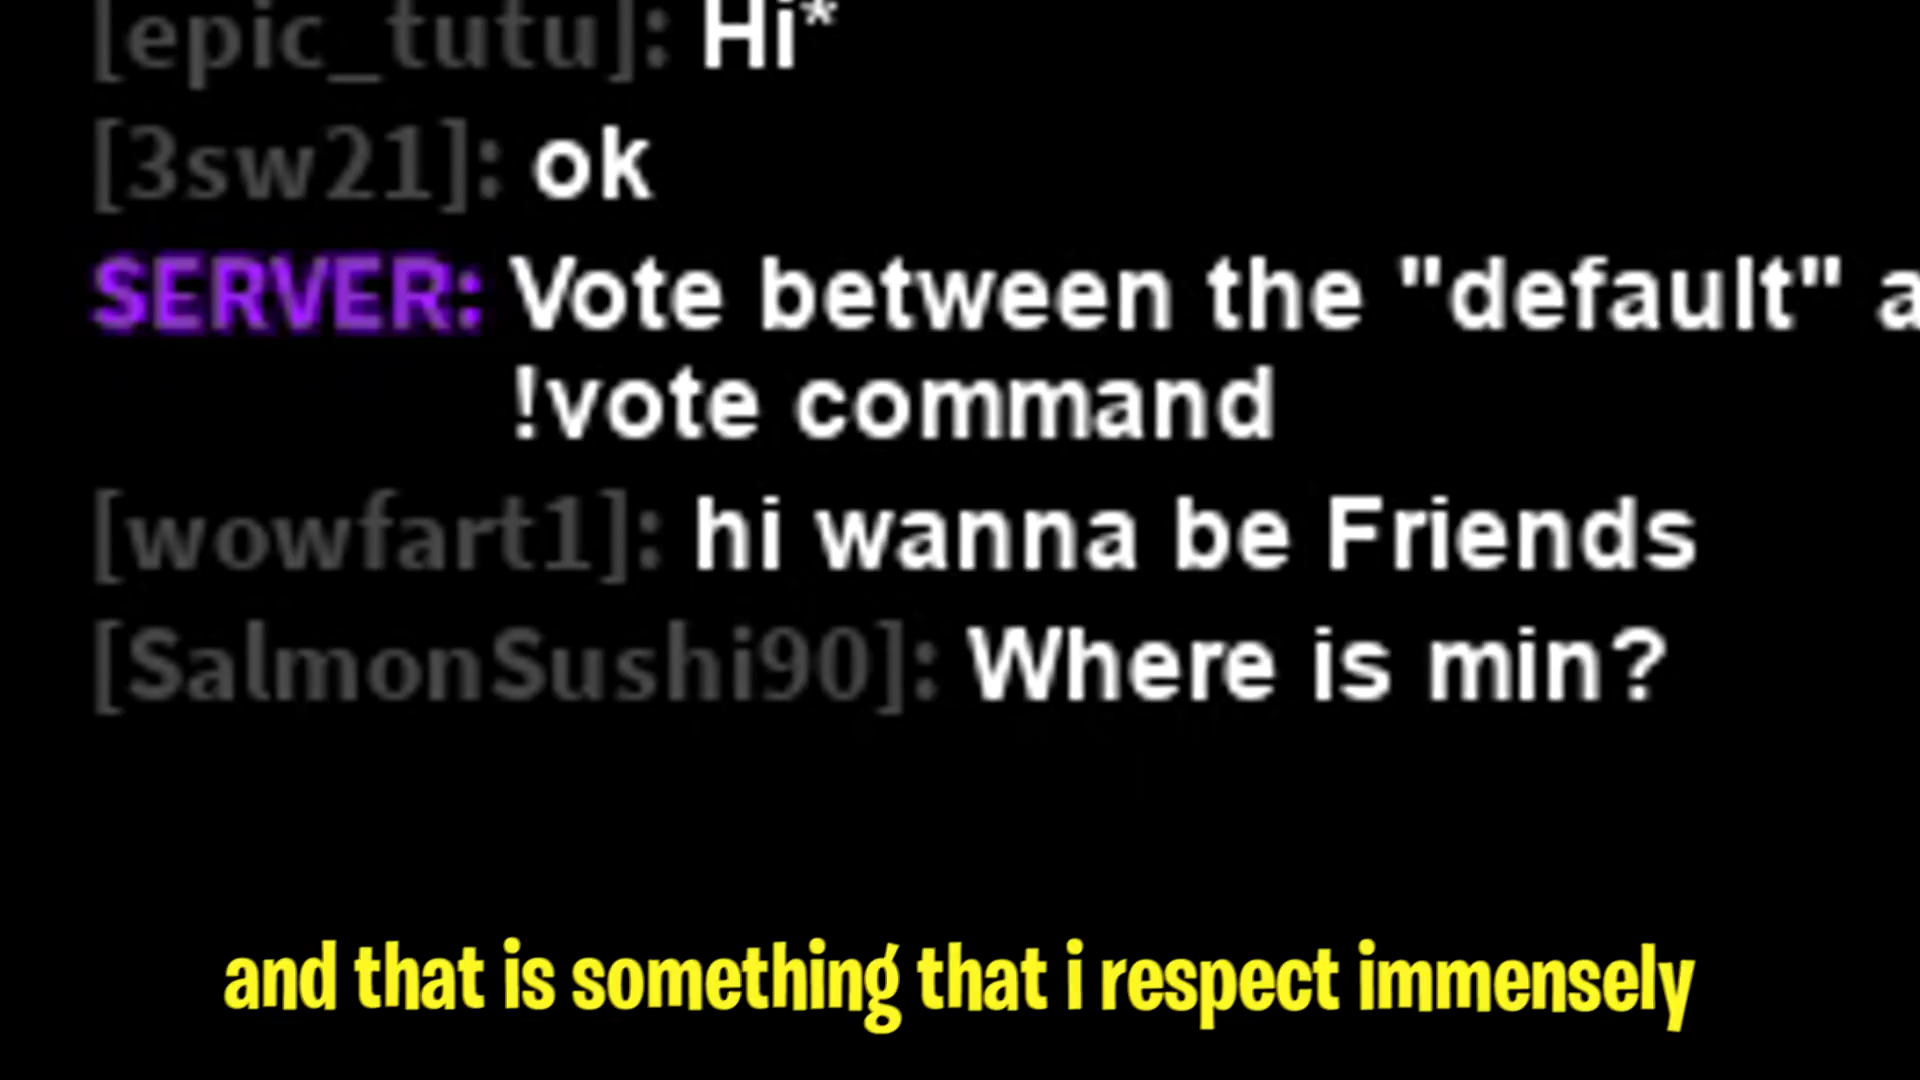 [epic_tutu]: Hi*
[3sw21]: ok
SERVER: Vote between the "default" a
!vote command
[wowfart1]: hi wanna be Friends
[SalmonSushi90]: Where is min?
and that is something that i respect immensely